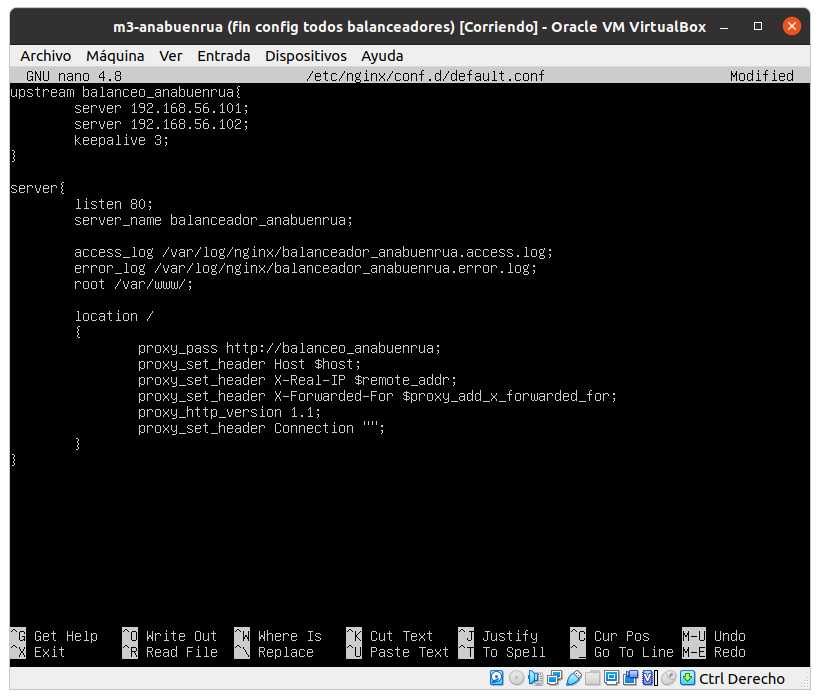 m3-anabuenrua (fin config todos balanceadores) [Corriendo] - Oracle VM VirtualBox
Archivo Máquina Ver Entrada Dispositivos Ayuda
GNU nano 4.8 /etc/nginx/conf.d/default.conf Modified
upstream balanceo_anabuenrua{
        server 192.168.56.101;
        server 192.168.56.102;
        keepalive 3;
}
server{
        listen 80;
        server_name balanceador_anabuenrua;
        access_log /var/log/nginx/balanceador_anabuenrua.access.log;
        error_log /var/log/nginx/balanceador_anabuenrua.error.log;
        root /var/www/;
        location /
        {
                proxy_pass http://balanceo_anabuenrua;
                proxy_set_header Host $host;
                proxy_set_header X-Real-IP $remote_addr;
                proxy_set_header X-Forwarded-For $proxy_add_x_forwarded_for;
                proxy_http_version 1.1;
                proxy_set_header Connection "";
        }
}
^G Get Help ^O Write Out ^W Where Is ^K Cut Text ^J Justify ^C Cur Pos M-U Undo
^X Exit ^R Read File ^\ Replace ^U Paste Text ^T To Spell ^_ Go To Line M-E Redo
Ctrl Derecho